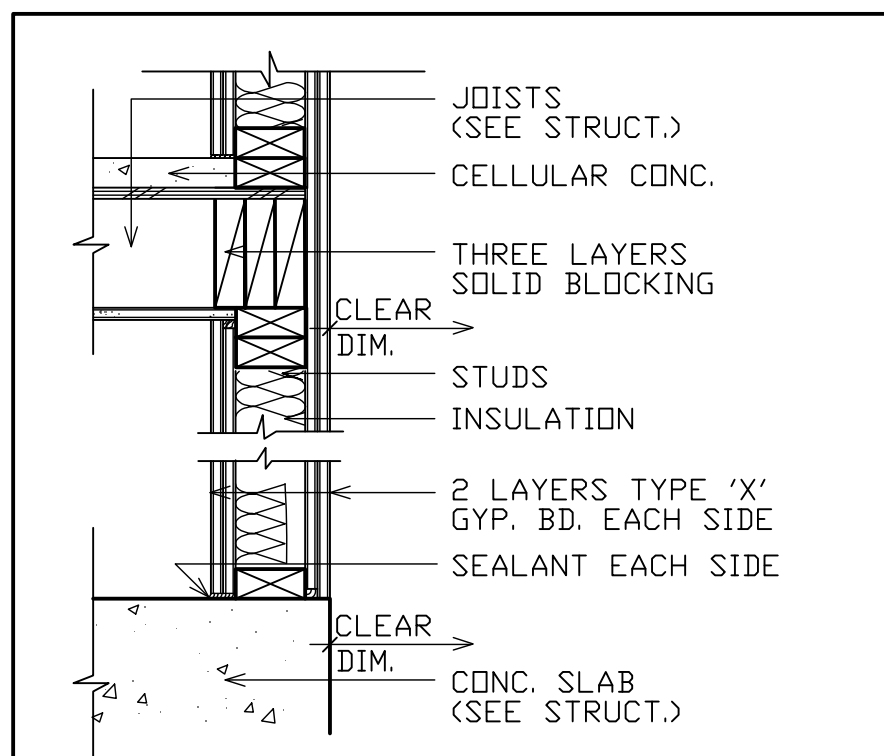 JOISTS
(SEE STRUCT.)
CELLULAR CONC.
THREE LAYERS
SOLID BLOCKING
CLEAR
DIM.
STUDS
INSULATION
2 LAYERS TYPE 'X'
GYP. BD. EACH SIDE
SEALANT EACH SIDE
CLEAR
DIM.
CONC. SLAB
(SEE STRUCT.)